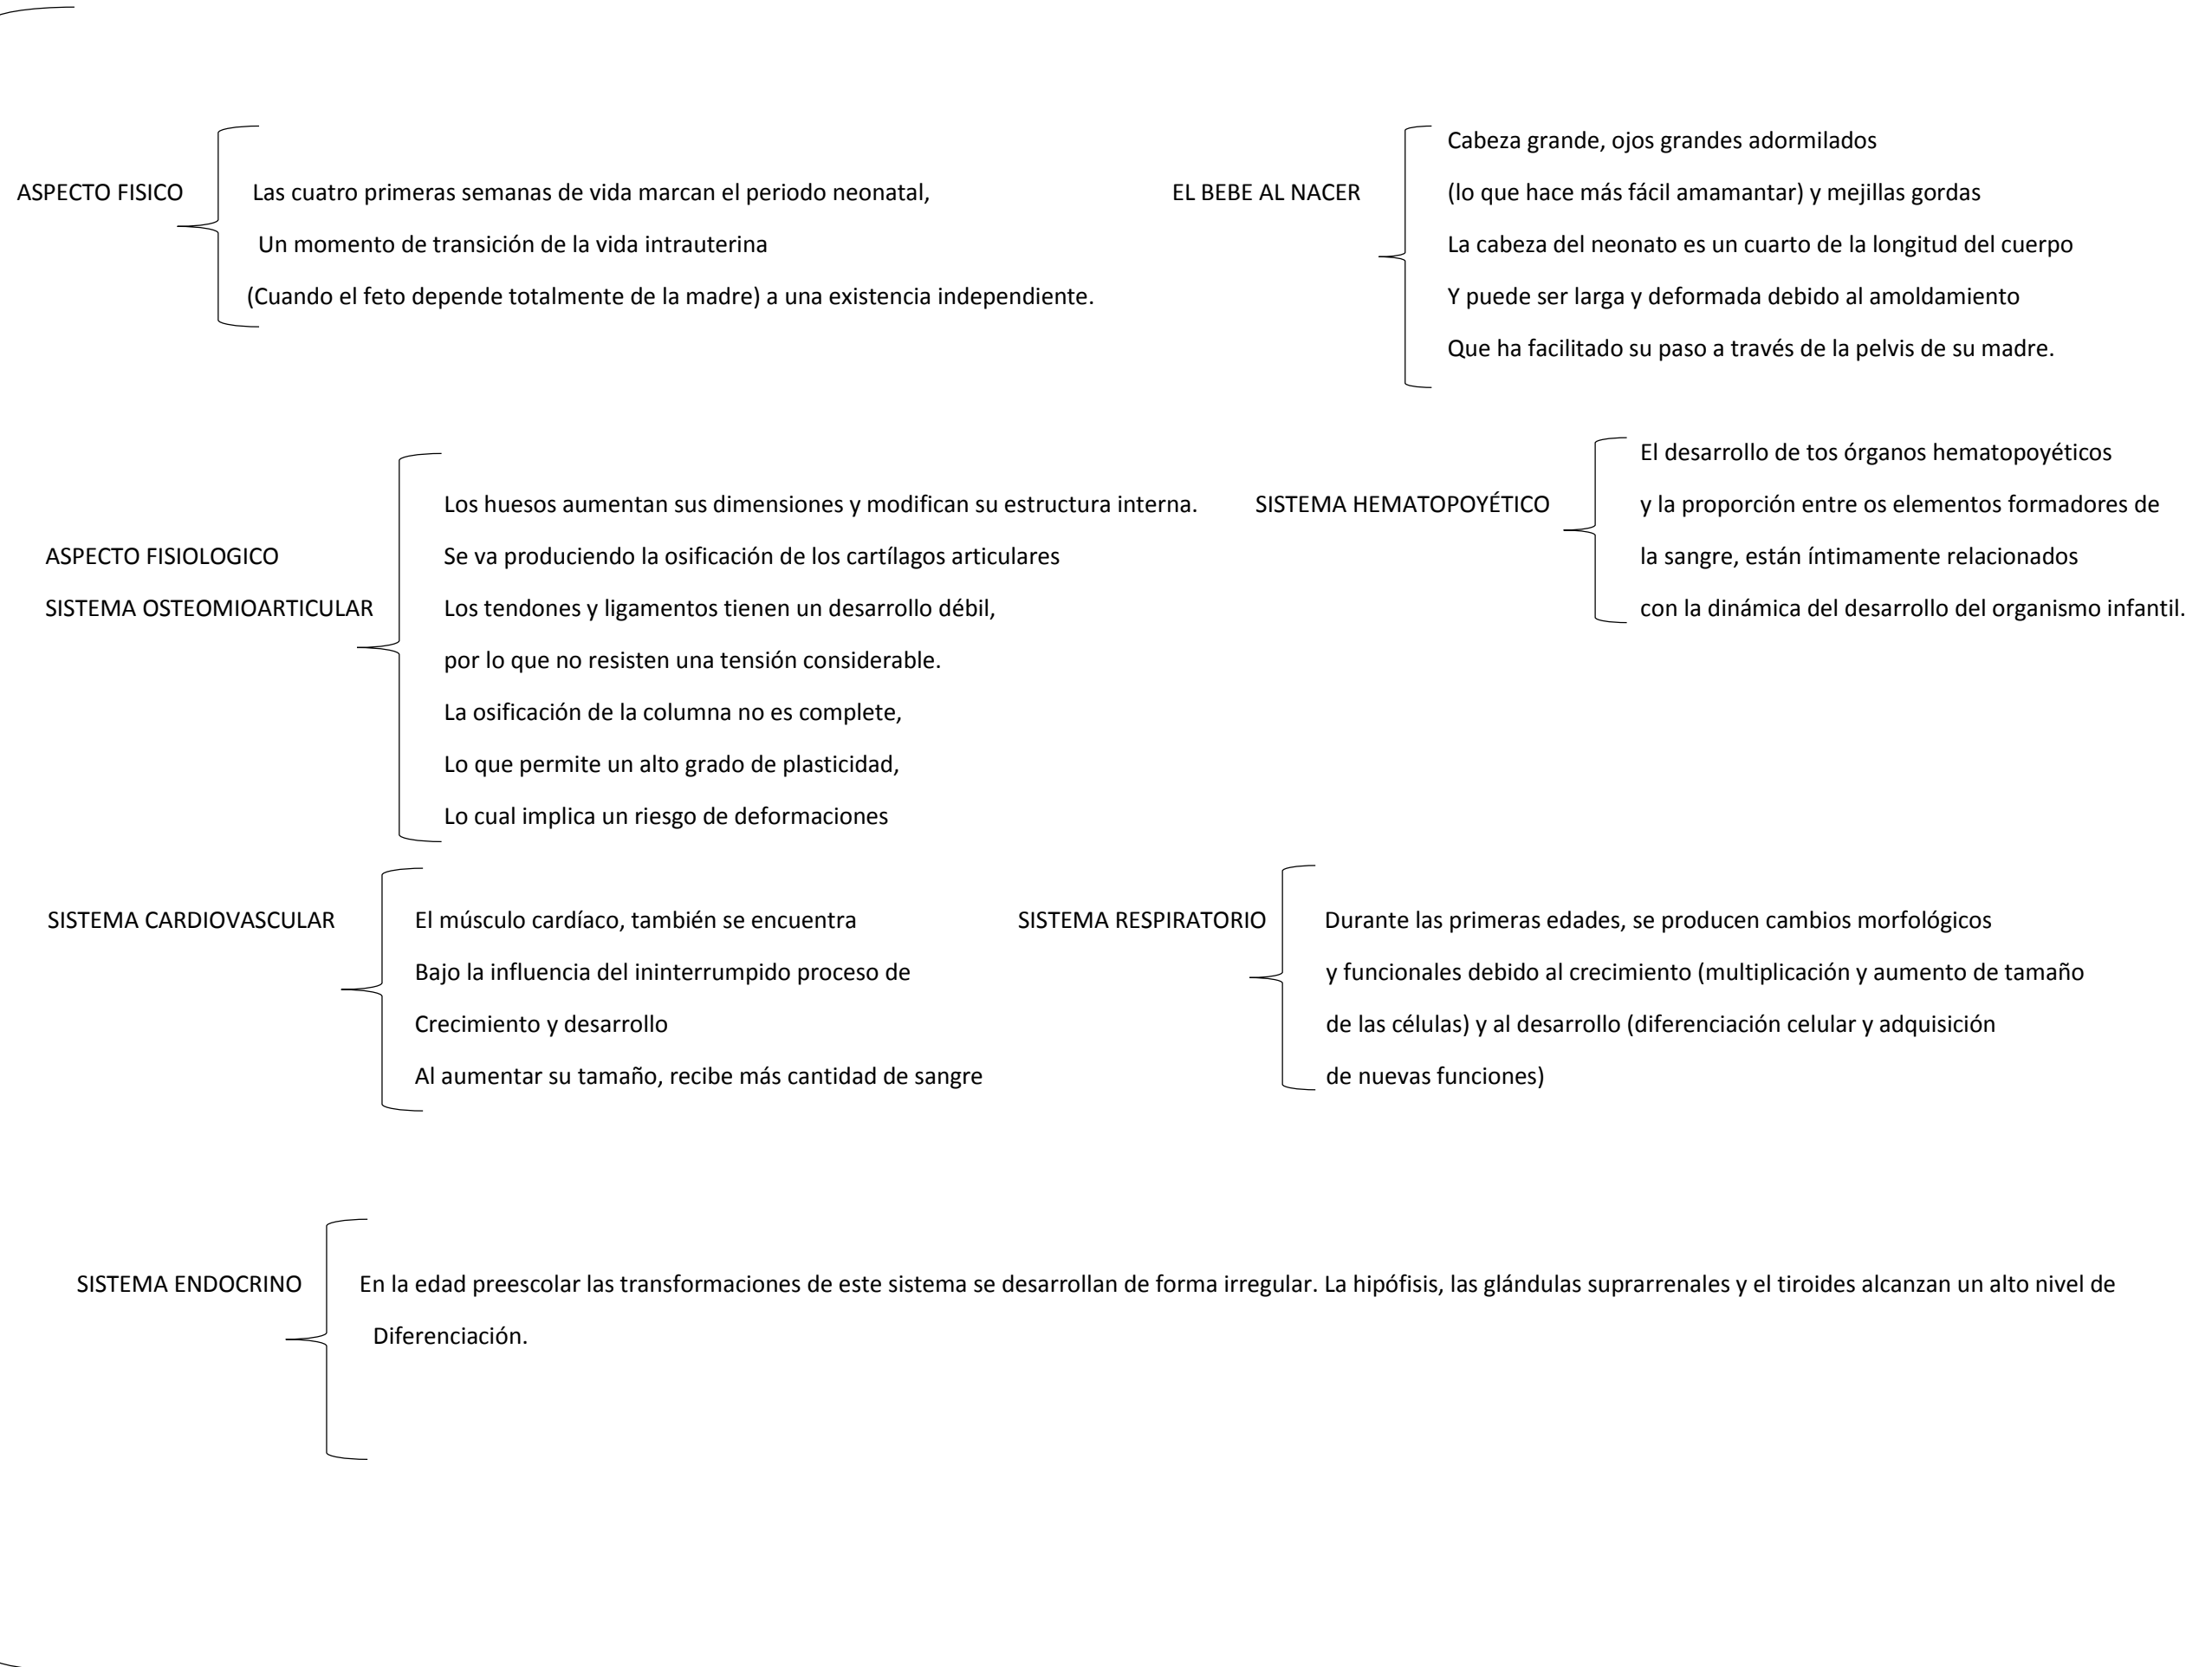 ASPECTO FISICO
Las cuatro primeras semanas de vida marcan el periodo neonatal,
Un momento de transición de la vida intrauterina
(Cuando el feto depende totalmente de la madre) a una existencia independiente.
EL BEBE AL NACER
Cabeza grande, ojos grandes adormilados
(lo que hace más fácil amamantar) y mejillas gordas
La cabeza del neonato es un cuarto de la longitud del cuerpo
Y puede ser larga y deformada debido al amoldamiento
Que ha facilitado su paso a través de la pelvis de su madre.
ASPECTO FISIOLOGICO
SISTEMA OSTEOMIOARTICULAR
Los huesos aumentan sus dimensiones y modifican su estructura interna.
Se va produciendo la osificación de los cartílagos articulares
Los tendones y ligamentos tienen un desarrollo débil,
por lo que no resisten una tensión considerable.
La osificación de la columna no es complete,
Lo que permite un alto grado de plasticidad,
Lo cual implica un riesgo de deformaciones
SISTEMA HEMATOPOYÉTICO
El desarrollo de tos órganos hematopoyéticos
y la proporción entre os elementos formadores de
la sangre, están íntimamente relacionados
con la dinámica del desarrollo del organismo infantil.
SISTEMA CARDIOVASCULAR
El músculo cardíaco, también se encuentra
Bajo la influencia del ininterrumpido proceso de
Crecimiento y desarrollo
Al aumentar su tamaño, recibe más cantidad de sangre
SISTEMA RESPIRATORIO
Durante las primeras edades, se producen cambios morfológicos
y funcionales debido al crecimiento (multiplicación y aumento de tamaño
de las células) y al desarrollo (diferenciación celular y adquisición
de nuevas funciones)
SISTEMA ENDOCRINO
En la edad preescolar las transformaciones de este sistema se desarrollan de forma irregular. La hipófisis, las glándulas suprarrenales y el tiroides alcanzan un alto nivel de
Diferenciación.